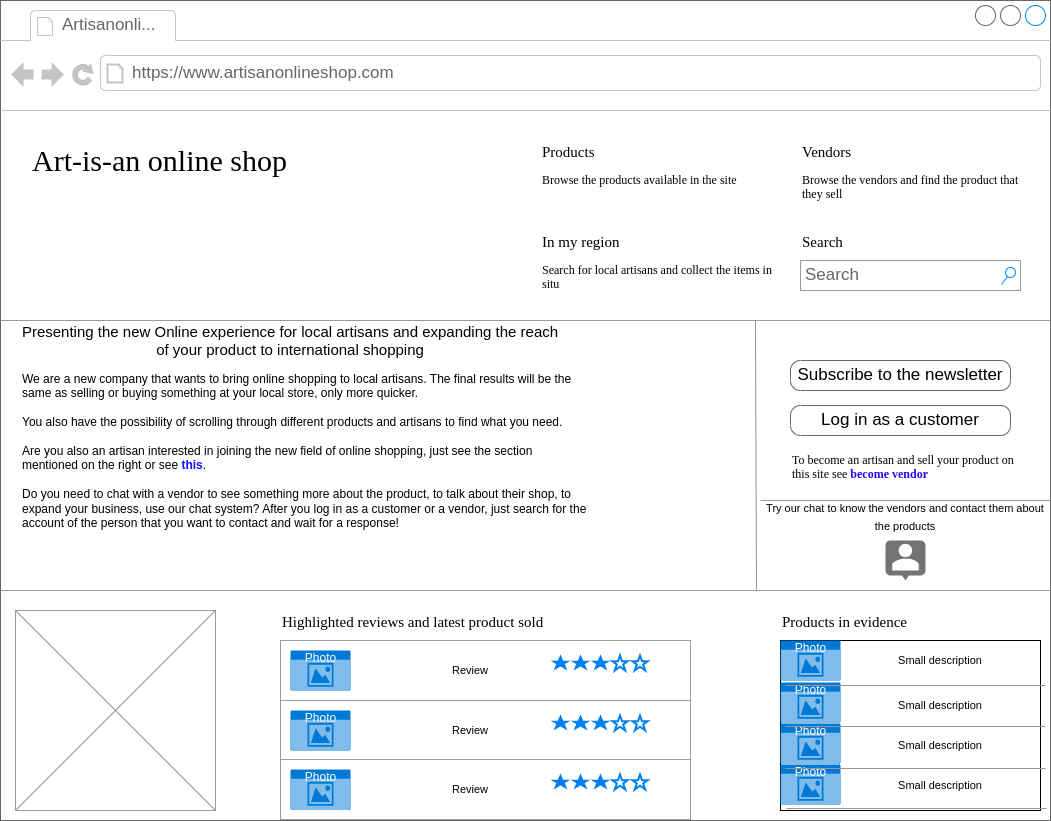 Artisanonli...
https://www.artisanonlineshop.com
Art-is-an online shop
Products
Browse the products available in the site
Vendors
Browse the vendors and find the product that
they sell
In my region
Search for local artisans and collect the items in
situ
Search
Search
Presenting the new Online experience for local artisans and expanding the reach
of your product to international shopping
We are a new company that wants to bring online shopping to local artisans. The final results will be the
same as selling or buying something at your local store, only more quicker.
You also have the possibility of scrolling through different products and artisans to find what you need.
Are you also an artisan interested in joining the new field of online shopping, just see the section
mentioned on the right or see this.
Do you need to chat with a vendor to see something more about the product, to talk about their shop, to
expand your business, use our chat system? After you log in as a customer or a vendor, just search for the
account of the person that you want to contact and wait for a response!
Subscribe to the newsletter
Log in as a customer
To become an artisan and sell your product on
this site see become vendor
Try our chat to know the vendors and contact them about
the products
Highlighted reviews and latest product sold
Photo
Review
Photo
Review
Photo
Review
Products in evidence
Photo
Small description
Photo
Small description
Photo
Small description
Photo
Small description